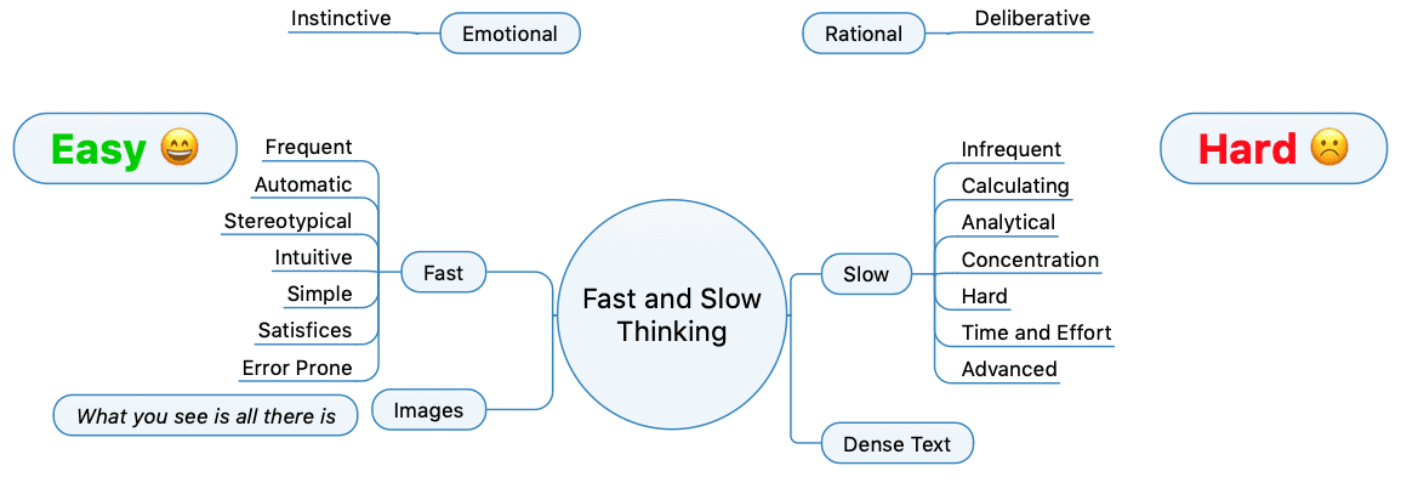 Instinctive
Emotional
Rational
Deliberative
Easy 😄
Hard ☹️
Frequent
Automatic
Stereotypical
Intuitive
Simple
Satisfices
Error Prone
Fast
Images
What you see is all there is
Fast and Slow
Thinking
Slow
Infrequent
Calculating
Analytical
Concentration
Hard
Time and Effort
Advanced
Dense Text